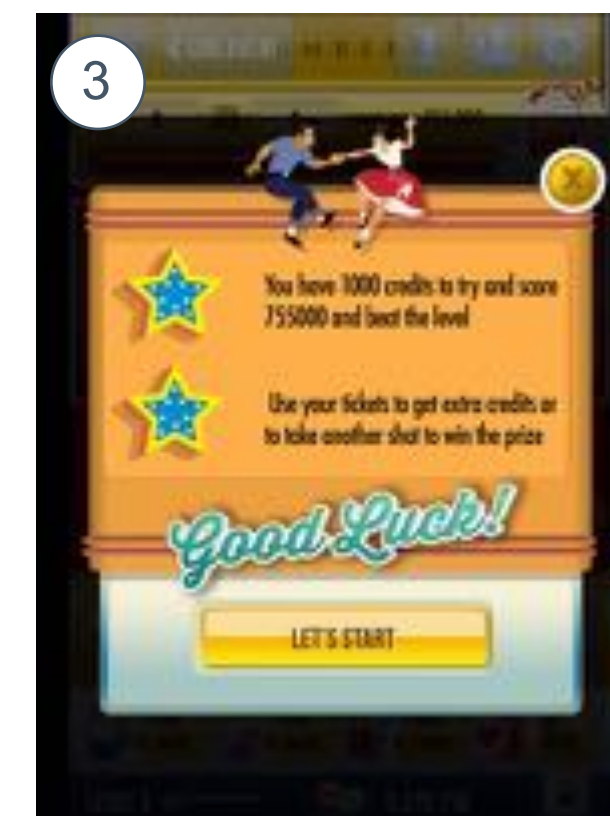 3
You have 1000 credits to try and score
755000 and beat the level
Use your tickets to get extra credits or
to take another shot to win the prize
Good Luck!
LET'S START